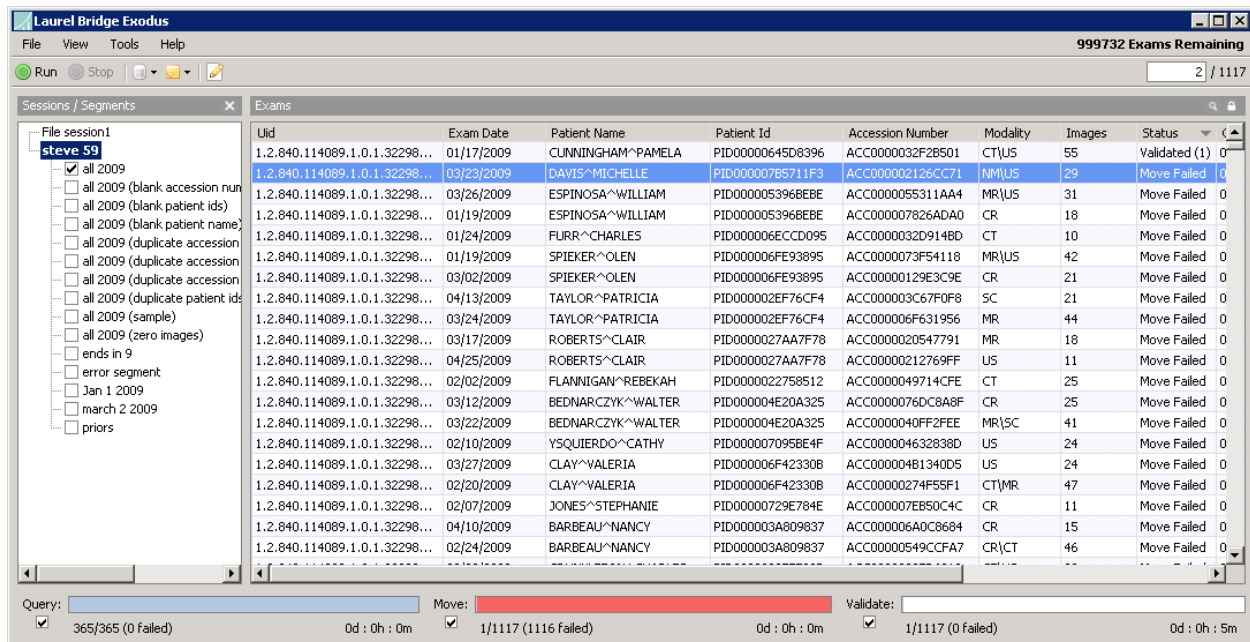 Laurel Bridge Exodus
File View Tools Help 999732 Exams Remaining
Run Stop 2 / 1117
Sessions / Segments
File session1
steve 59
all 2009
all 2009 (blank accession num
all 2009 (blank patient ids)
all 2009 (blank patient name)
all 2009 (duplicate accession
all 2009 (duplicate accession
all 2009 (duplicate accession
all 2009 (duplicate patient ids
all 2009 (sample)
all 2009 (zero images)
ends in 9
error segment
Jan 1 2009
march 2 2009
priors
Exams
Uid Exam Date Patient Name Patient Id Accession Number Modality Images Status
1.2.840.114089.1.0.1.32298... 01/17/2009 CUNNINGHAM^PAMELA PID00000645D8396 ACC0000032F2B501 CT\US 55 Validated (1) 0
1.2.840.114089.1.0.1.32298... 03/23/2009 DAVIS^MICHELLE PID000007B5711F3 ACC000002126CC71 NM\US 29 Move Failed 0
1.2.840.114089.1.0.1.32298... 03/26/2009 ESPINOSA^WILLIAM PID000005396BEBE ACC0000055311AA4 MR\US 31 Move Failed 0
1.2.840.114089.1.0.1.32298... 01/19/2009 ESPINOSA^WILLIAM PID000005396BEBE ACC000007826ADA0 CR 18 Move Failed 0
1.2.840.114089.1.0.1.32298... 01/24/2009 FURR^CHARLES PID000006ECCD095 ACC0000032D914BD CT 10 Move Failed 0
1.2.840.114089.1.0.1.32298... 01/19/2009 SPIEKER^OLEN PID000006FE93895 ACC0000073F54118 MR\US 42 Move Failed 0
1.2.840.114089.1.0.1.32298... 03/02/2009 SPIEKER^OLEN PID000006FE93895 ACC00000129E3C9E CR 21 Move Failed 0
1.2.840.114089.1.0.1.32298... 04/13/2009 TAYLOR^PATRICIA PID000002EF76CF4 ACC000003C67F0F8 SC 21 Move Failed 0
1.2.840.114089.1.0.1.32298... 03/24/2009 TAYLOR^PATRICIA PID000002EF76CF4 ACC000006F631956 MR 44 Move Failed 0
1.2.840.114089.1.0.1.32298... 03/17/2009 ROBERTS^CLAIR PID0000027AA7F78 ACC0000020547791 MR 18 Move Failed 0
1.2.840.114089.1.0.1.32298... 04/25/2009 ROBERTS^CLAIR PID0000027AA7F78 ACC00000212769FF US 11 Move Failed 0
1.2.840.114089.1.0.1.32298... 02/02/2009 FLANNIGAN^REBEKAH PID0000022758512 ACC0000049714CFE CT 25 Move Failed 0
1.2.840.114089.1.0.1.32298... 03/12/2009 BEDNARCZYK^WALTER PID000004E20A325 ACC0000076DC8A8F CR 25 Move Failed 0
1.2.840.114089.1.0.1.32298... 03/22/2009 BEDNARCZYK^WALTER PID000004E20A325 ACC0000040FF2FEE MR\SC 41 Move Failed 0
1.2.840.114089.1.0.1.32298... 02/10/2009 YSQUIERDO^CATHY PID000007095BE4F ACC000004632838D US 24 Move Failed 0
1.2.840.114089.1.0.1.32298... 03/27/2009 CLAY^VALERIA PID000006F42330B ACC000004B1340D5 US 24 Move Failed 0
1.2.840.114089.1.0.1.32298... 02/20/2009 CLAY^VALERIA PID000006F42330B ACC00000274F55F1 CT\MR 47 Move Failed 0
1.2.840.114089.1.0.1.32298... 02/07/2009 JONES^STEPHANIE PID00000729E784E ACC000007EB50C4C CR 11 Move Failed 0
1.2.840.114089.1.0.1.32298... 04/10/2009 BARBEAU^NANCY PID000003A809837 ACC000006A0C8684 CR 15 Move Failed 0
1.2.840.114089.1.0.1.32298... 02/24/2009 BARBEAU^NANCY PID000003A809837 ACC00000549CCFA7 CR\CT 46 Move Failed 0
Query: Move: Validate:
365/365 (0 failed) 0d : 0h : 0m 1/1117 (1116 failed) 0d : 0h : 0m 1/1117 (0 failed) 0d : 0h : 5m